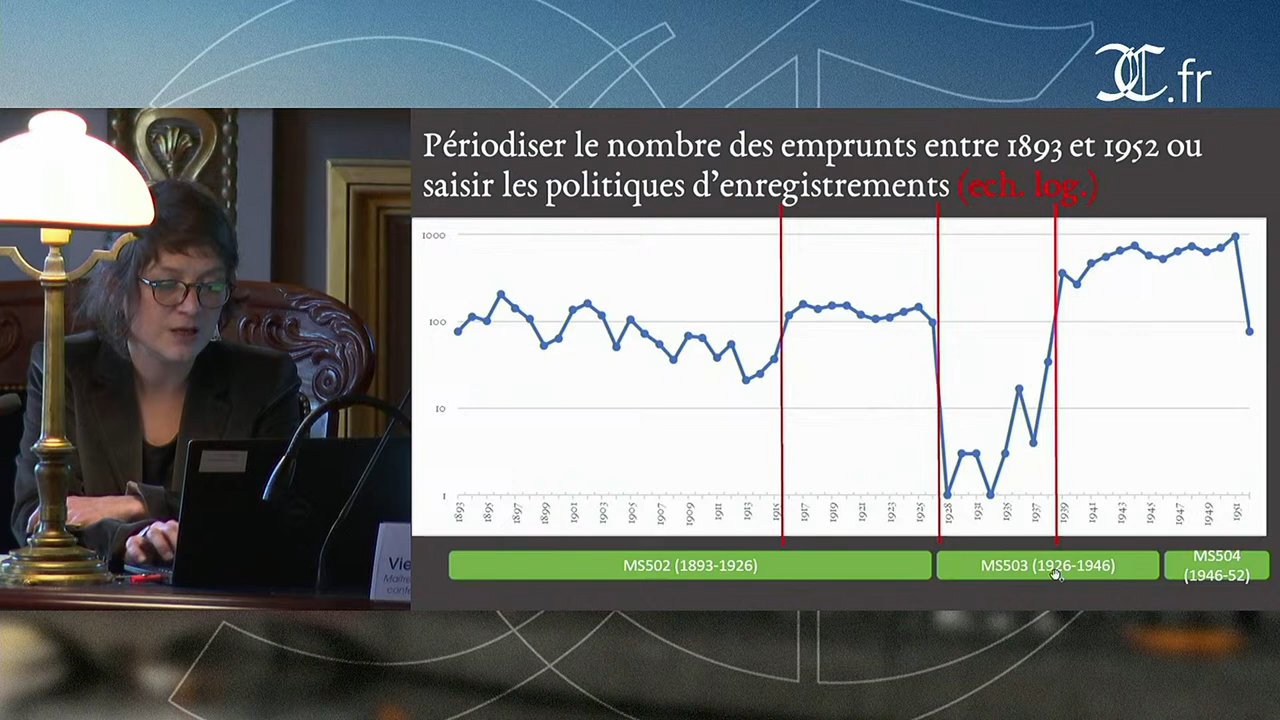 .fr
Périodiser le nombre des emprunts entre 1893 et 1952 ou
saisir les politiques d’enregistrements (ech. log.)
1000
100
10
1
1893 1895 1897 1899 1901 1903 1905 1907 1909 1911 1913 1915 1917 1919 1921 1923 1925 1928 1931 1935 1937 1939 1941 1943 1945 1947 1949 1951
MS502 (1893-1926)
MS503 (1926-1946)
MS504
(1946-52)
Vie
Maître
conf